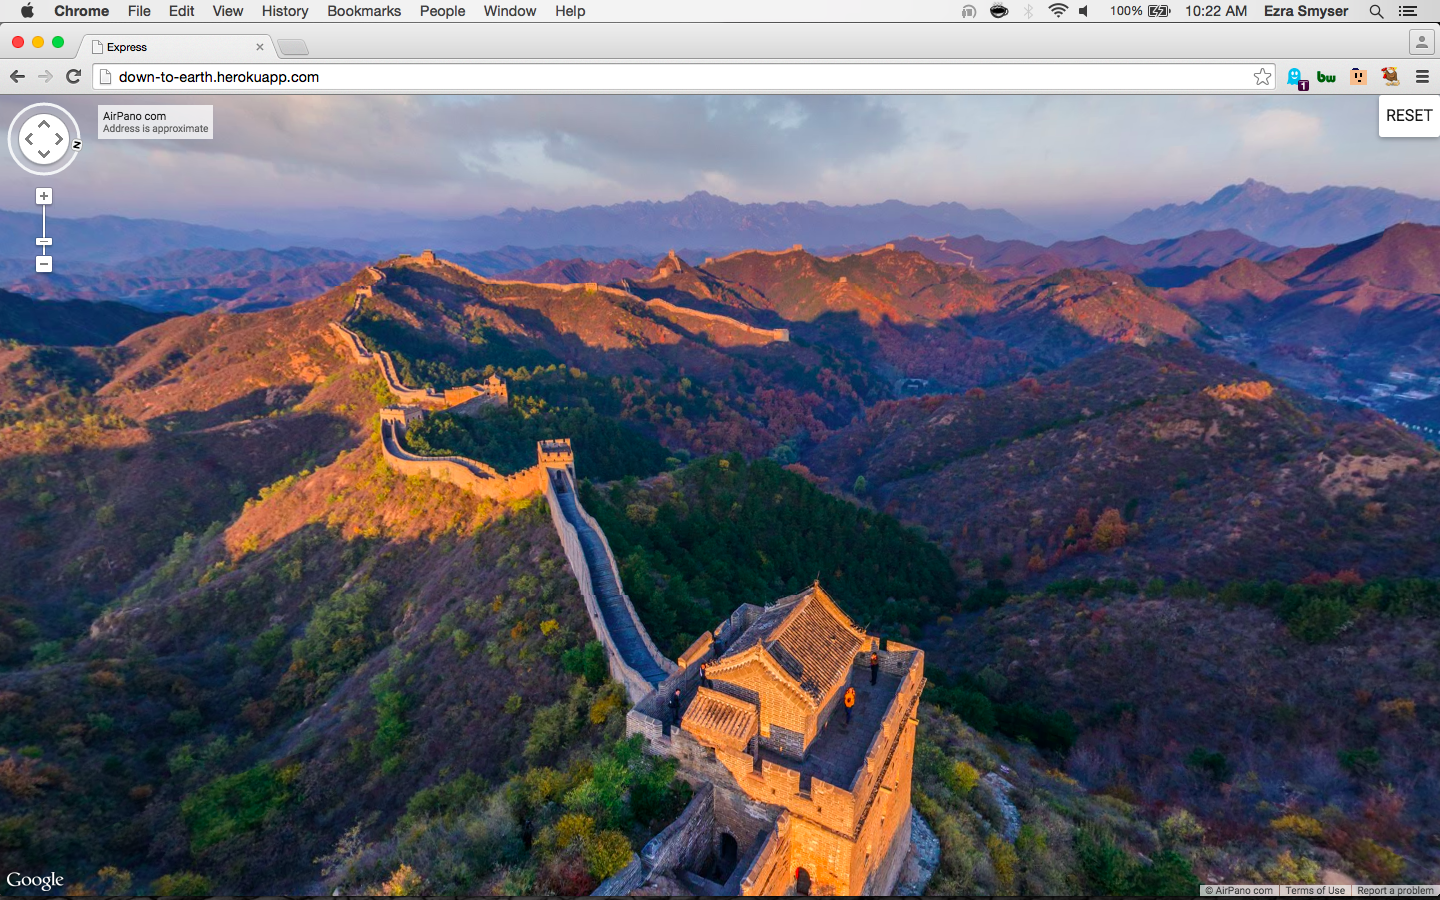 Chrome File Edit View History Bookmarks People Window Help 100% 10:22 AM Ezra Smyser
Express
down-to-earth.herokuapp.com
1
bw
AirPano com
Address is approximate
N
RESET
Google
© AirPano com Terms of Use Report a problem